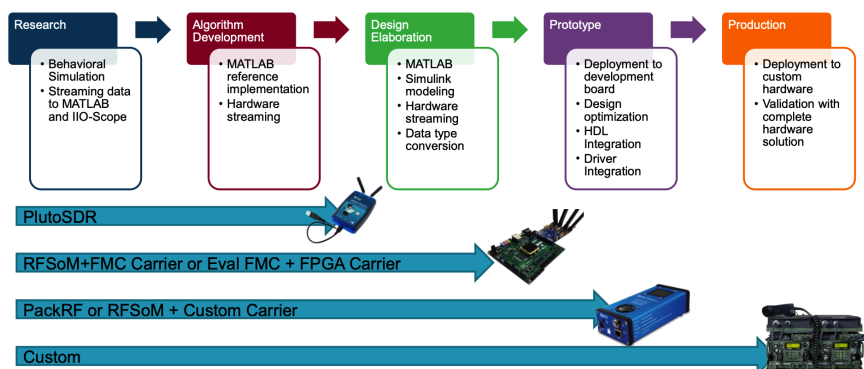 Research
Behavioral
Simulation
Streaming data
to MATLAB
and IIO-Scope
Algorithm
Development
MATLAB
reference
implementation
Hardware
streaming
Design
Elaboration
MATLAB
Simulink
modeling
Hardware
streaming
Data type
conversion
Prototype
Deployment to
development
board
Design
optimization
HDL
Integration
Driver
Integration
Production
Deployment to
custom
hardware
Validation with
complete
hardware
solution
PlutoSDR
RFSoM+FMC Carrier or Eval FMC + FPGA Carrier
PackRF or RFSoM + Custom Carrier
Custom